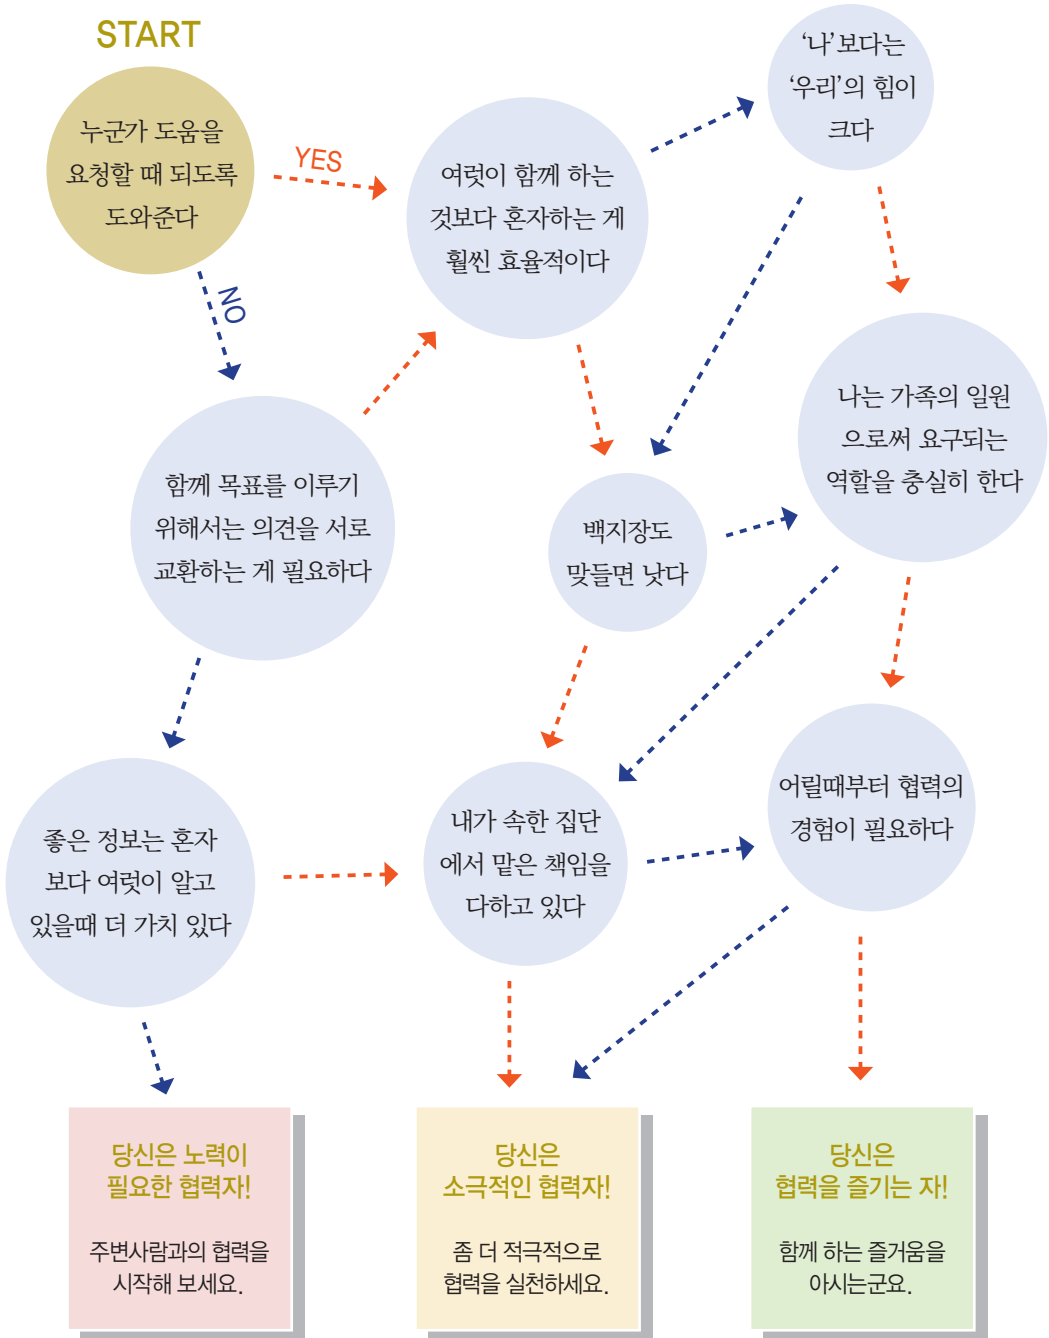 START
누군가 도움을
요청할 때 되도록
도와준다
YES
NO
여럿이 함께 하는
것보다 혼자하는 게
훨씬 효율적이다
‘나’보다는
‘우리’의 힘이
크다
나는 가족의 일원
으로써 요구되는
역할을 충실히 한다
함께 목표를 이루기
위해서는 의견을 서로
교환하는 게 필요하다
백지장도
맞들면 낫다
좋은 정보는 혼자
보다 여럿이 알고
있을때 더 가치 있다
내가 속한 집단
에서 맡은 책임을
다하고 있다
어릴때부터 협력의
경험이 필요하다
당신은 노력이
필요한 협력자!
주변사람과의 협력을
시작해 보세요.
당신은
소극적인 협력자!
좀 더 적극적으로
협력을 실천하세요.
당신은
협력을 즐기는 자!
함께 하는 즐거움을
아시는군요.